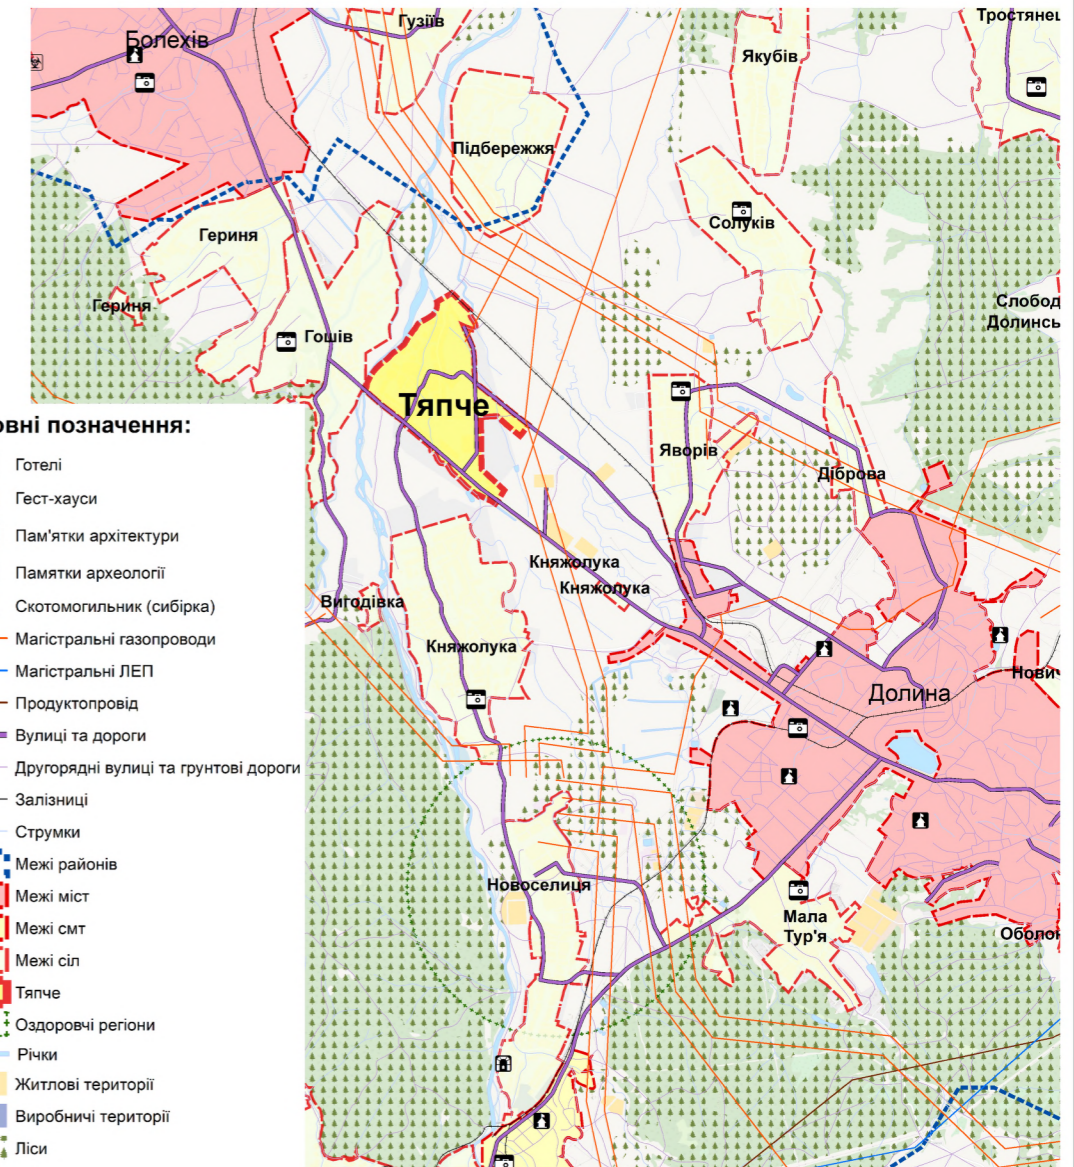 Болехів
Гузіїв
Тростянец
Якубів
Підбережжя
Солуків
Гериня
Гериня
Слобод
Долинсь
Гошів
Тяпче
Яворів
Діброва
Княжолука
Княжолука
Вигодівка
Княжолука
Нович
Долина
Новоселиця
Мала
Тур'я
Оболон
овні позначення:
Готелі
Гест-хауси
Пам'ятки архітектури
Памятки археології
Скотомогильник (сибірка)
Магістральні газопроводи
Магістральні ЛЕП
Продуктопровід
Вулиці та дороги
Другорядні вулиці та грунтові дороги
Залізниці
Струмки
Межі районів
Межі міст
Межі смт
Межі сіл
Тяпче
Оздоровчі регіони
Річки
Житлові території
Виробничі території
Ліси